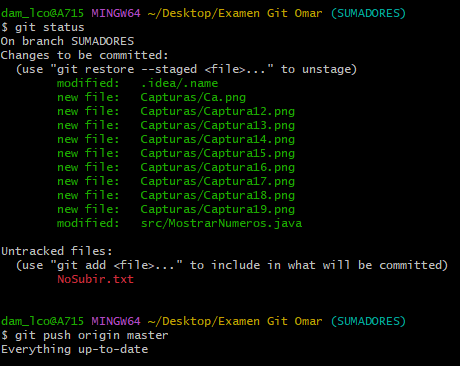 dam_lco@A715 MINGW64 ~/Desktop/Examen Git Omar (SUMADORES)
$ git status
On branch SUMADORES
Changes to be committed:
  (use "git restore --staged <file>..." to unstage)
        modified:   .idea/.name
        new file:   Capturas/Ca.png
        new file:   Capturas/Captura12.png
        new file:   Capturas/Captura13.png
        new file:   Capturas/Captura14.png
        new file:   Capturas/Captura15.png
        new file:   Capturas/Captura16.png
        new file:   Capturas/Captura17.png
        new file:   Capturas/Captura18.png
        new file:   Capturas/Captura19.png
        modified:   src/MostrarNumeros.java

Untracked files:
  (use "git add <file>..." to include in what will be committed)
        NoSubir.txt

dam_lco@A715 MINGW64 ~/Desktop/Examen Git Omar (SUMADORES)
$ git push origin master
Everything up-to-date